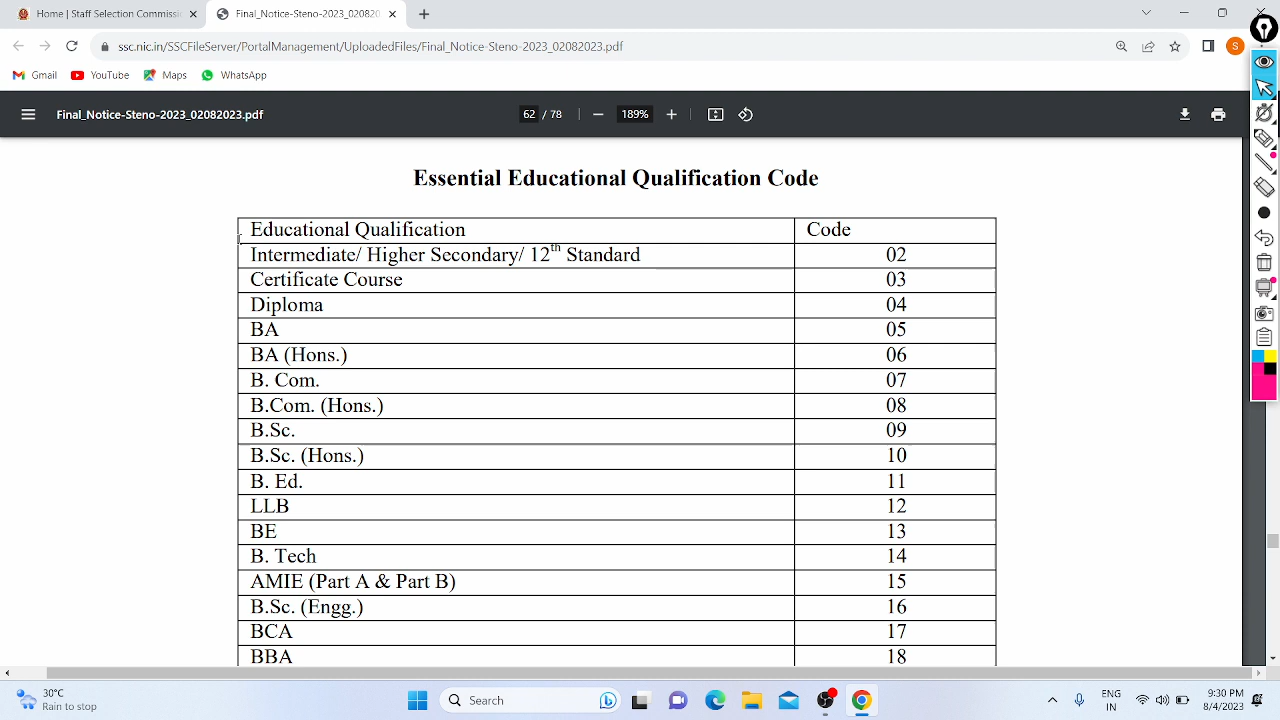 Home | Staff Selection Commissi
Final_Notice-Steno-2023_020820
ssc.nic.in/SSCFileServer/PortalManagement/UploadedFiles/Final_Notice-Steno-2023_02082023.pdf
S
Gmail
YouTube
Maps
WhatsApp
Final_Notice-Steno-2023_02082023.pdf
62 / 78
189%
Essential Educational Qualification Code
Educational Qualification Code
Intermediate/ Higher Secondary/ 12th Standard 02
Certificate Course 03
Diploma 04
BA 05
BA (Hons.) 06
B. Com. 07
B.Com. (Hons.) 08
B.Sc. 09
B.Sc. (Hons.) 10
B. Ed. 11
LLB 12
BE 13
B. Tech 14
AMIE (Part A & Part B) 15
B.Sc. (Engg.) 16
BCA 17
BBA 18
30°C
Rain to stop
Search
ENG
IN
9:30 PM
8/4/2023